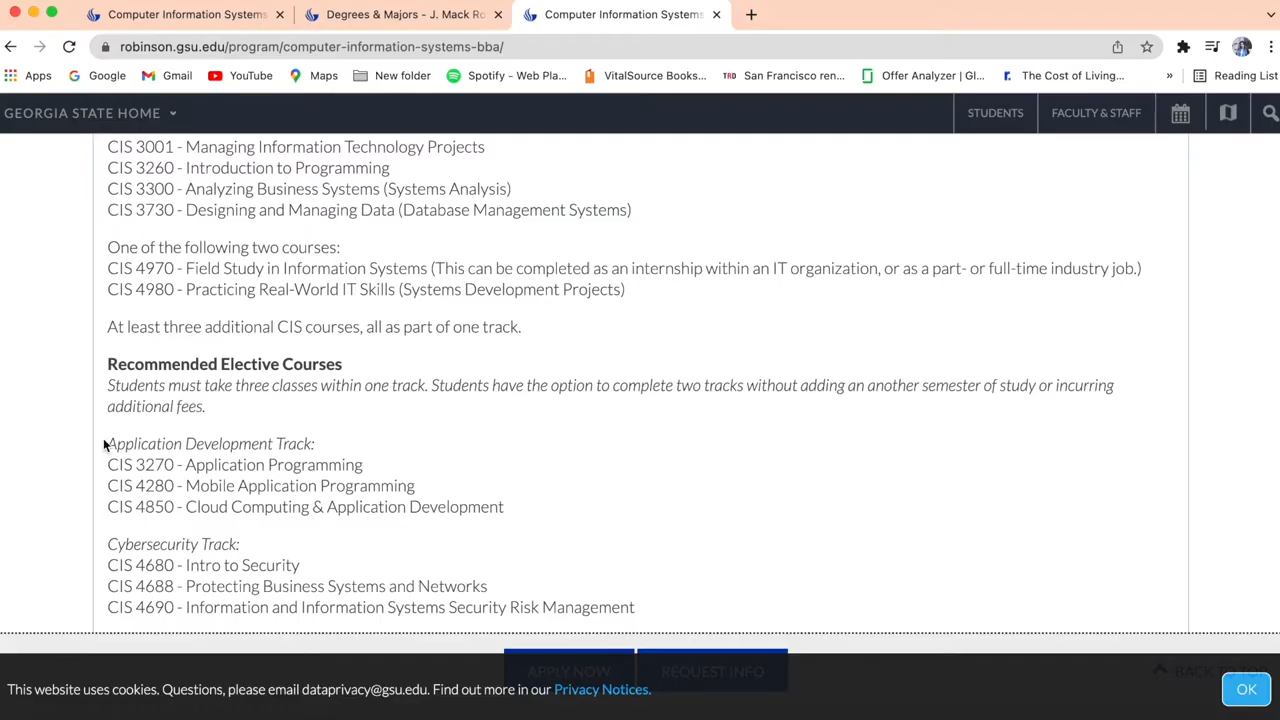 Computer Information Systems
Degrees & Majors - J. Mack Ro
Computer Information Systems
robinson.gsu.edu/program/computer-information-systems-bba/
Apps
Google
Gmail
YouTube
Maps
New folder
Spotify - Web Pla...
VitalSource Books...
TRD San Francisco ren...
Offer Analyzer | Gl...
r. The Cost of Living...
»
Reading List
GEORGIA STATE HOME
STUDENTS
FACULTY & STAFF
CIS 3001 - Managing Information Technology Projects
CIS 3260 - Introduction to Programming
CIS 3300 - Analyzing Business Systems (Systems Analysis)
CIS 3730 - Designing and Managing Data (Database Management Systems)
One of the following two courses:
CIS 4970 - Field Study in Information Systems (This can be completed as an internship within an IT organization, or as a part- or full-time industry job.)
CIS 4980 - Practicing Real-World IT Skills (Systems Development Projects)
At least three additional CIS courses, all as part of one track.
Recommended Elective Courses
Students must take three classes within one track. Students have the option to complete two tracks without adding an another semester of study or incurring
additional fees.
Application Development Track:
CIS 3270 - Application Programming
CIS 4280 - Mobile Application Programming
CIS 4850 - Cloud Computing & Application Development
Cybersecurity Track:
CIS 4680 - Intro to Security
CIS 4688 - Protecting Business Systems and Networks
CIS 4690 - Information and Information Systems Security Risk Management
APPLY NOW
REQUEST INFO
BACK TO TOP
This website uses cookies. Questions, please email dataprivacy@gsu.edu. Find out more in our Privacy Notices.
OK